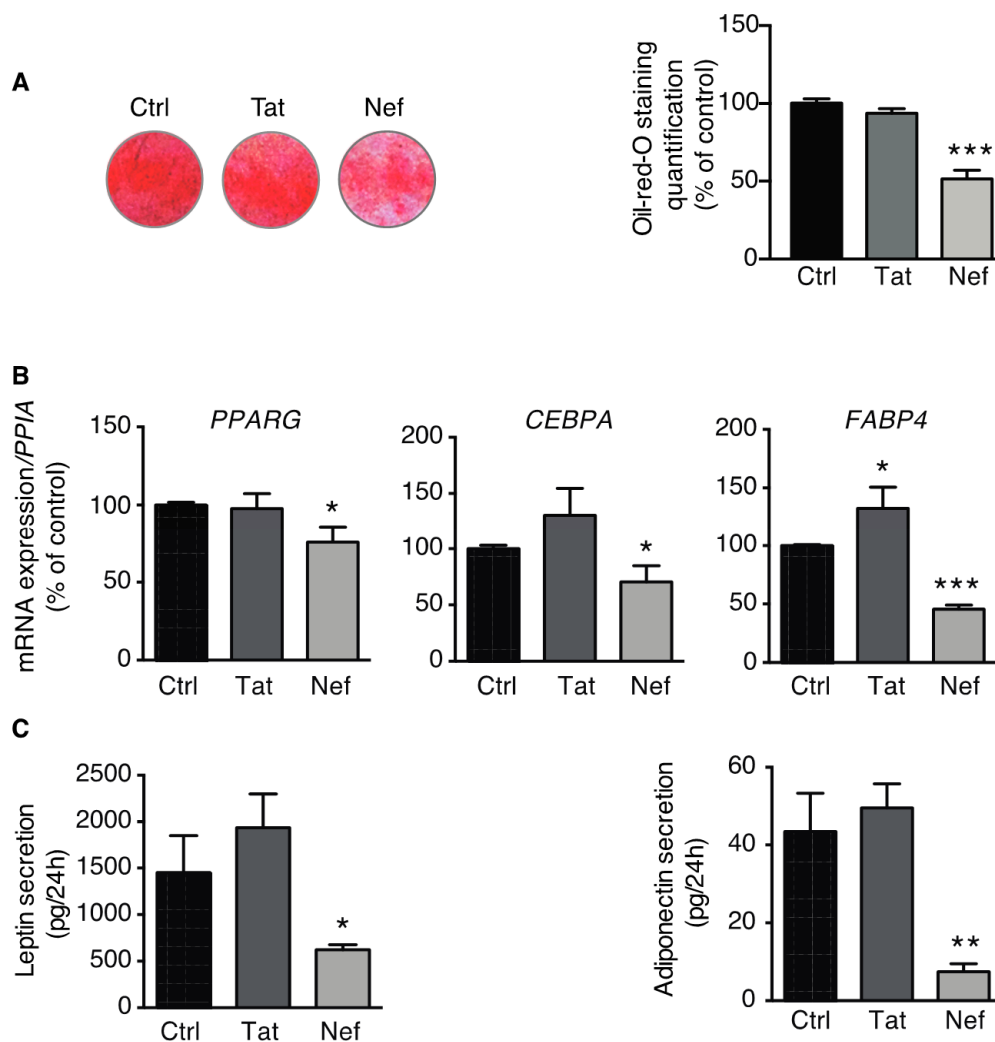 A
Ctrl Tat Nef
Oil-red-O staining
quantification
(% of control)
150
100
50
0
***
Ctrl Tat Nef
B
mRNA expression/PPIA
(% of control)
PPARG
150
100
50
0
*
Ctrl Tat Nef
CEBPA
200
150
100
50
0
*
Ctrl Tat Nef
FABP4
200
150
100
50
0
*
***
Ctrl Tat Nef
C
Leptin secretion
(pg/24h)
2500
2000
1500
1000
500
0
*
Ctrl Tat Nef
Adiponectin secretion
(pg/24h)
60
40
20
0
**
Ctrl Tat Nef